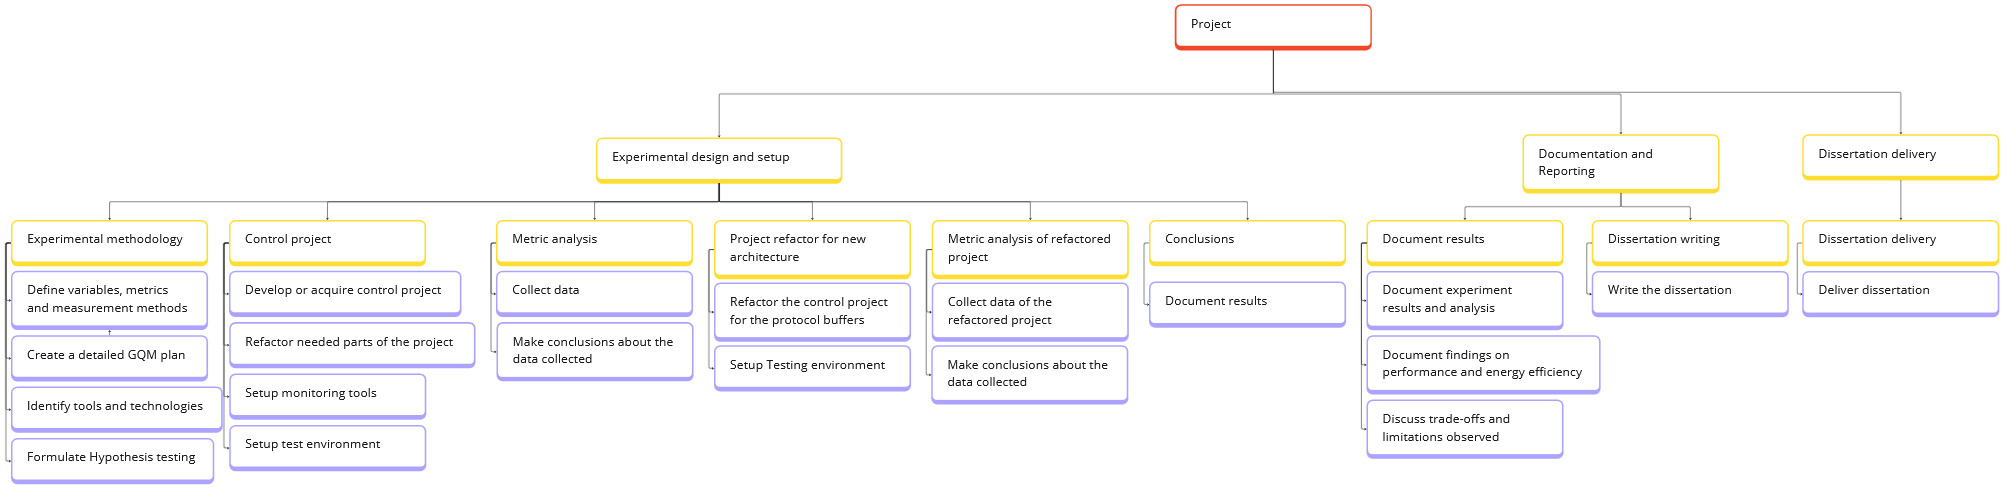 Project
Experimental design and setup
Documentation and
Reporting
Dissertation delivery
Experimental methodology
Define variables, metrics
and measurement methods
Create a detailed GQM plan
Identify tools and technologies
Formulate Hypothesis testing
Control project
Develop or acquire control project
Refactor needed parts of the project
Setup monitoring tools
Setup test environment
Metric analysis
Collect data
Make conclusions about the
data collected
Project refactor for new
architecture
Refactor the control project
for the protocol buffers
Setup Testing environment
Metric analysis of refactored
project
Collect data of the
refactored project
Make conclusions about the
data collected
Conclusions
Document results
Document results
Document experiment
results and analysis
Document findings on
performance and energy efficiency
Discuss trade-offs and
limitations observed
Dissertation writing
Write the dissertation
Dissertation delivery
Deliver dissertation